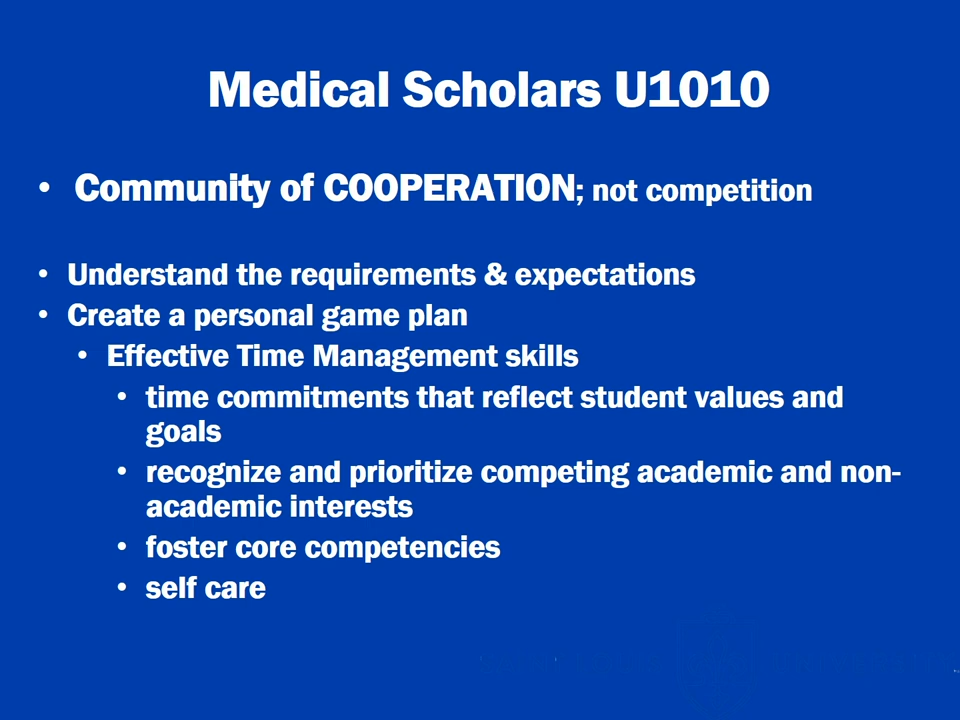 Medical Scholars U1010
• Community of COOPERATION; not competition
• Understand the requirements & expectations
• Create a personal game plan
• Effective Time Management skills
• time commitments that reflect student values and
goals
• recognize and prioritize competing academic and non-
academic interests
• foster core competencies
• self care